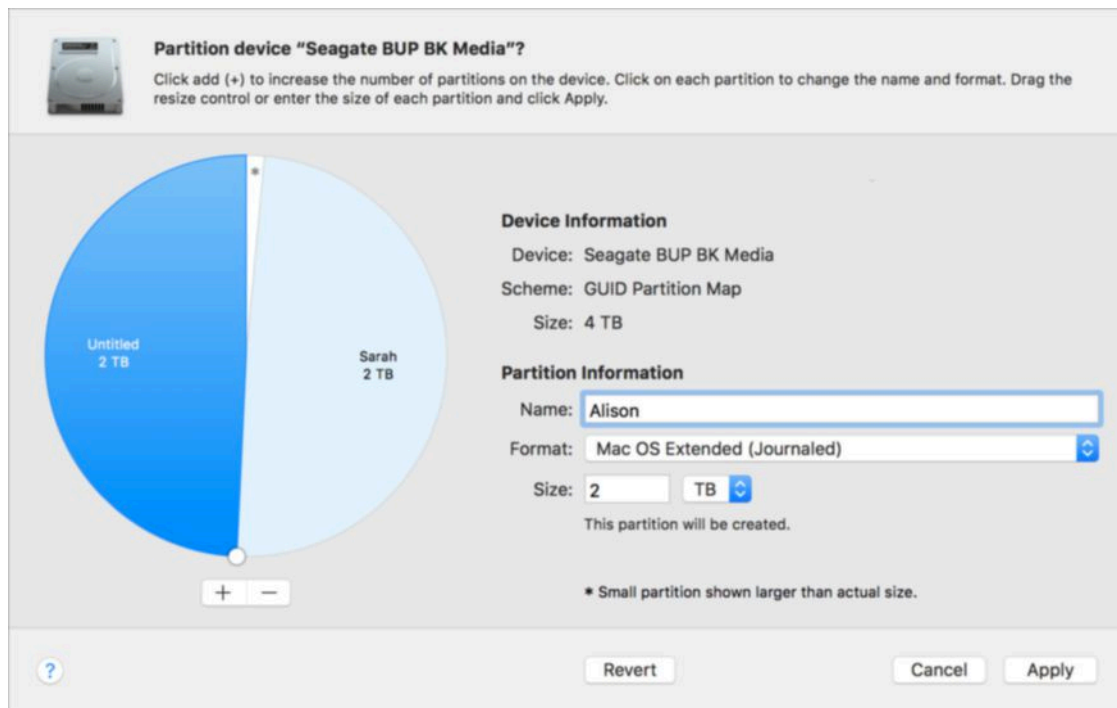 Partition device “Seagate BUP BK Media”?
Click add (+) to increase the number of partitions on the device. Click on each partition to change the name and format. Drag the
resize control or enter the size of each partition and click Apply.
*
Untitled
2 TB
Sarah
2 TB
Device Information
Device: Seagate BUP BK Media
Scheme: GUID Partition Map
Size: 4 TB
Partition Information
Name: Alison
Format: Mac OS Extended (Journaled)
Size: 2 TB
This partition will be created.
* Small partition shown larger than actual size.
+ −
? Revert Cancel Apply